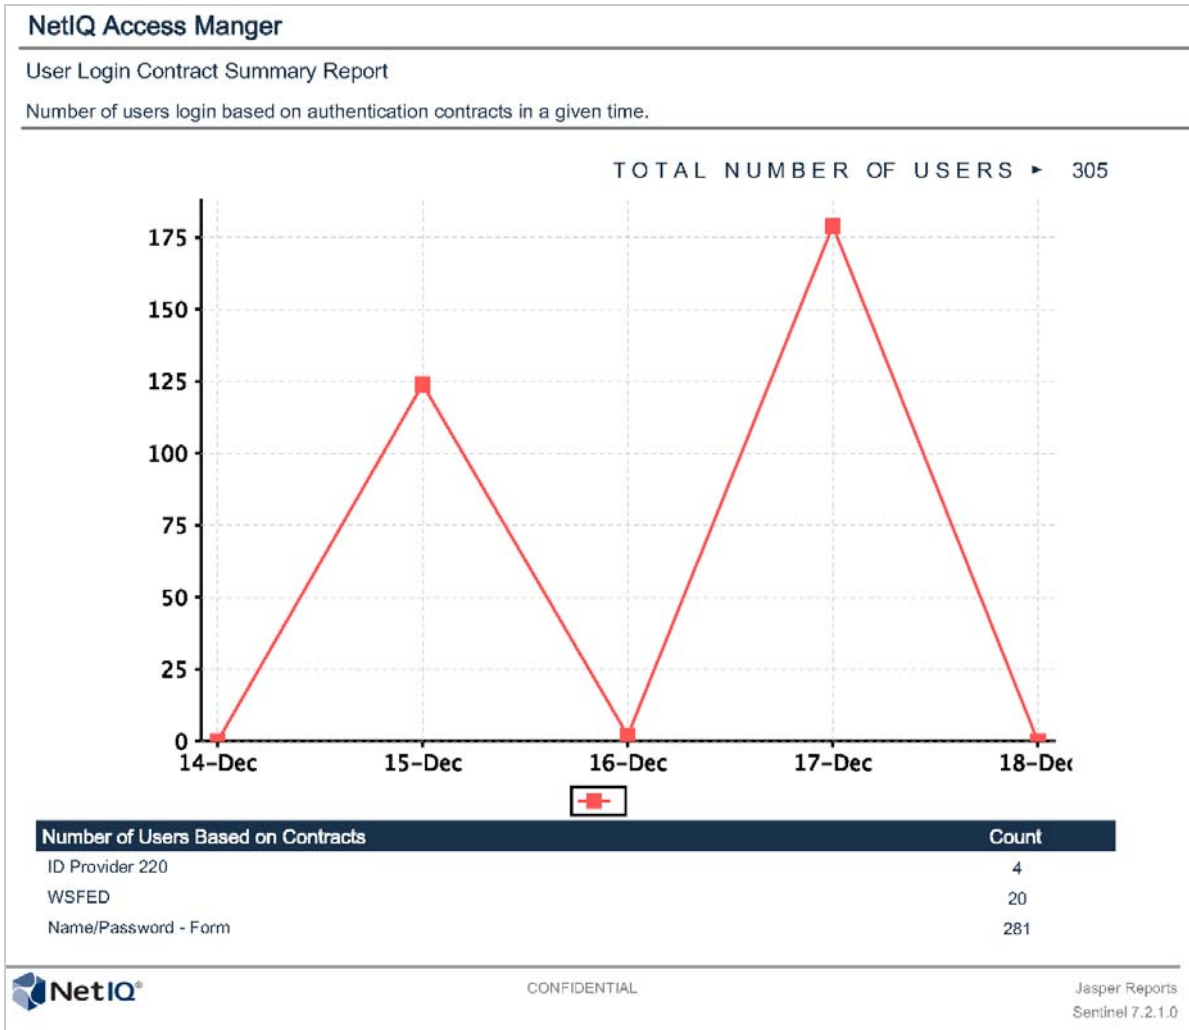 NetIQ Access Manger
User Login Contract Summary Report
Number of users login based on authentication contracts in a given time.
TOTAL NUMBER OF USERS ► 305
175
150
125
100
75
50
25
0
14-Dec 15-Dec 16-Dec 17-Dec 18-Dec
Number of Users Based on Contracts Count
ID Provider 220 4
WSFED 20
Name/Password - Form 281
NetIQ® CONFIDENTIAL Jasper Reports
Sentinel 7.2.1.0